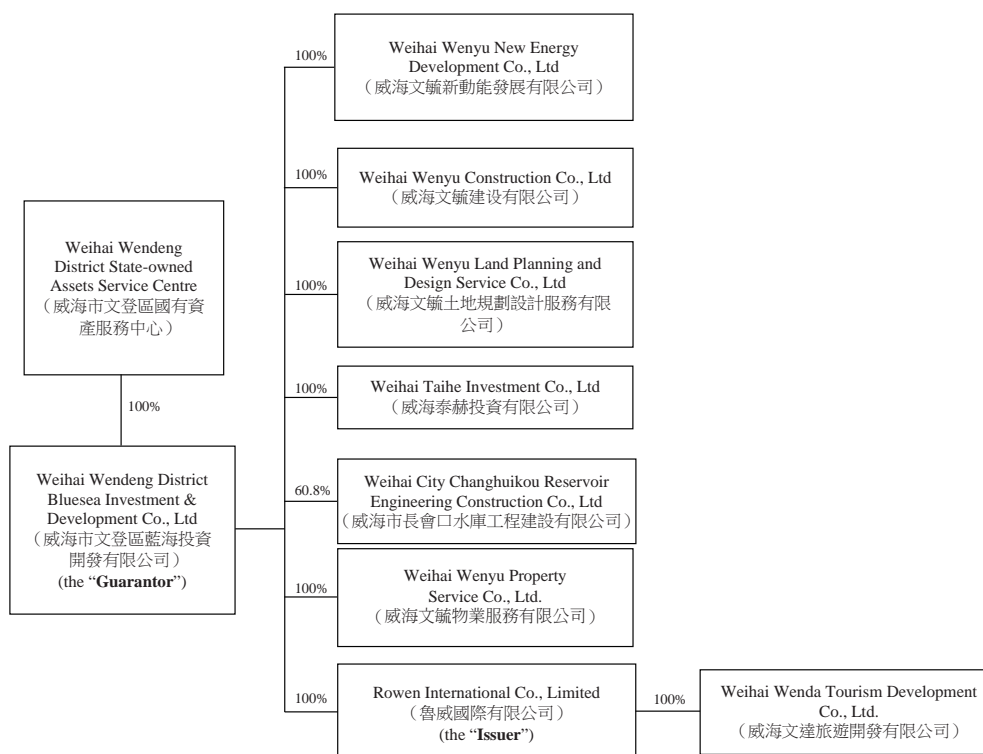 100%
Weihai Wenyu New Energy
Development Co., Ltd
（威海文毓新動能發展有限公司）
100%
Weihai Wenyu Construction Co., Ltd
（威海文毓建设有限公司）
Weihai Wendeng
District State-owned
Assets Service Centre
（威海市文登區國有資
產服務中心）
100%
Weihai Wenyu Land Planning and
Design Service Co., Ltd
（威海文毓土地規劃設計服務有限
公司）
100%
Weihai Taihe Investment Co., Ltd
（威海泰赫投資有限公司）
100%
Weihai Wendeng District
Bluesea Investment &
Development Co., Ltd
（威海市文登區藍海投資
開發有限公司）
(the “Guarantor”)
60.8%
Weihai City Changhuikou Reservoir
Engineering Construction Co., Ltd
（威海市長會口水庫工程建設有限公司）
100%
Weihai Wenyu Property
Service Co., Ltd.
（威海文毓物業服務有限公司）
100%
Rowen International Co., Limited
（魯威國際有限公司）
(the “Issuer”)
100%
Weihai Wenda Tourism Development
Co., Ltd.
（威海文達旅遊開發有限公司）